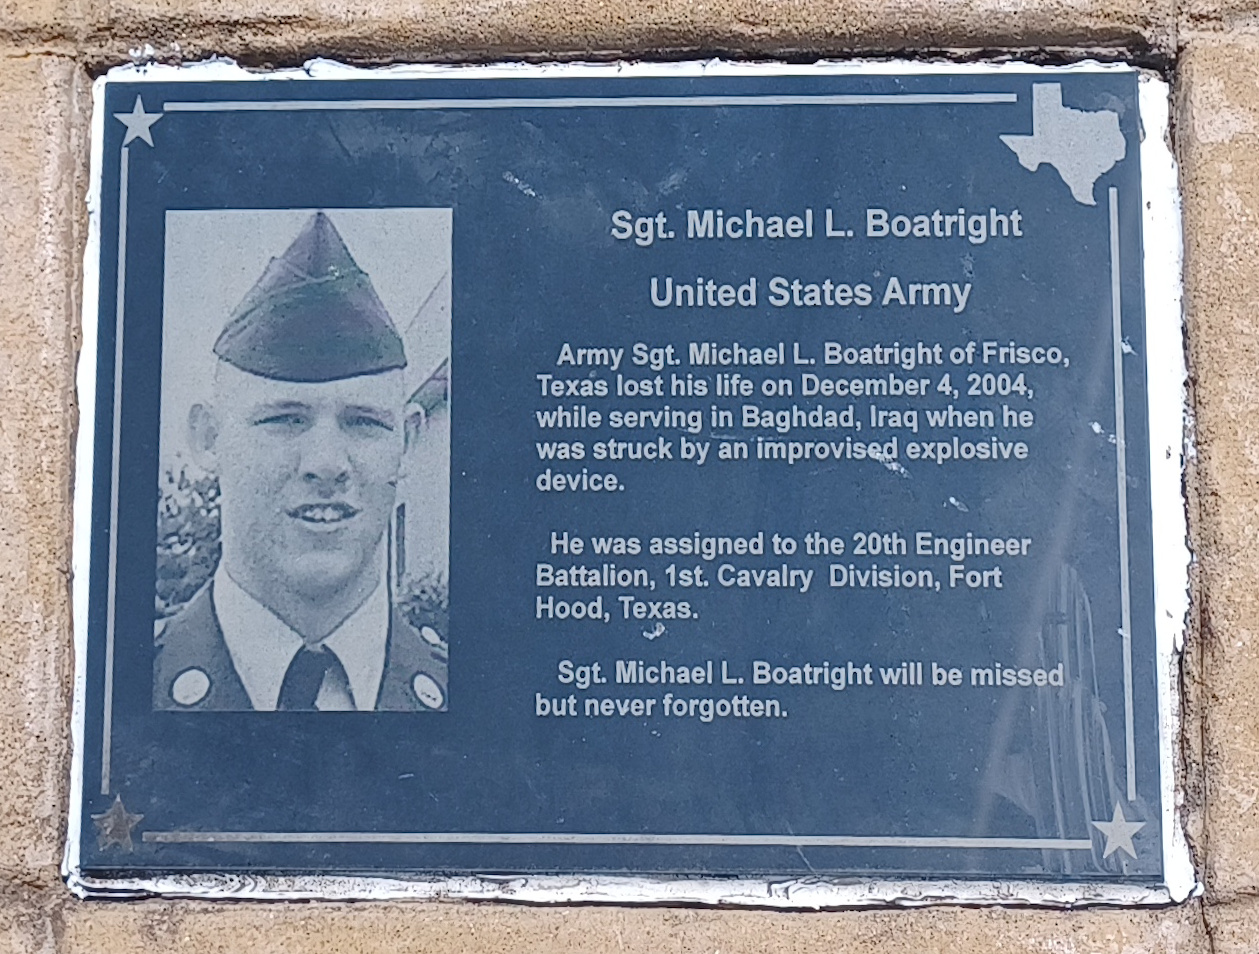 Sgt. Michael L. Boatright
United States Army
Army Sgt. Michael L. Boatright of Frisco,
Texas lost his life on December 4, 2004,
while serving in Baghdad, Iraq when he
was struck by an improvised explosive
device.
He was assigned to the 20th Engineer
Battalion, 1st. Cavalry Division, Fort
Hood, Texas.
Sgt. Michael L. Boatright will be missed
but never forgotten.